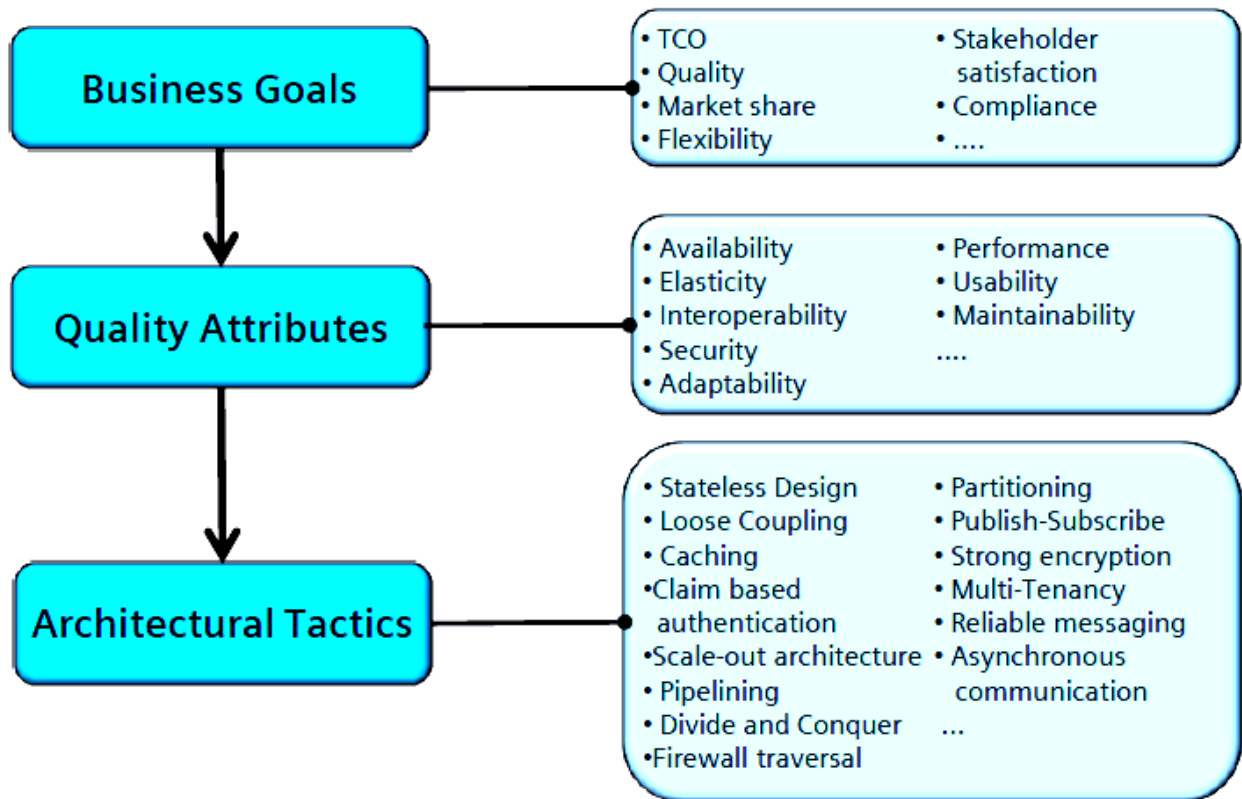 Business Goals
• TCO
• Quality
• Market share
• Flexibility
• Stakeholder
satisfaction
• Compliance
• ....
Quality Attributes
• Availability
• Elasticity
• Interoperability
• Security
• Adaptability
• Performance
• Usability
• Maintainability
....
Architectural Tactics
• Stateless Design
• Loose Coupling
• Caching
•Claim based
authentication
•Scale-out architecture
• Pipelining
• Divide and Conquer
•Firewall traversal
• Partitioning
• Publish-Subscribe
• Strong encryption
• Multi-Tenancy
• Reliable messaging
• Asynchronous
communication
...